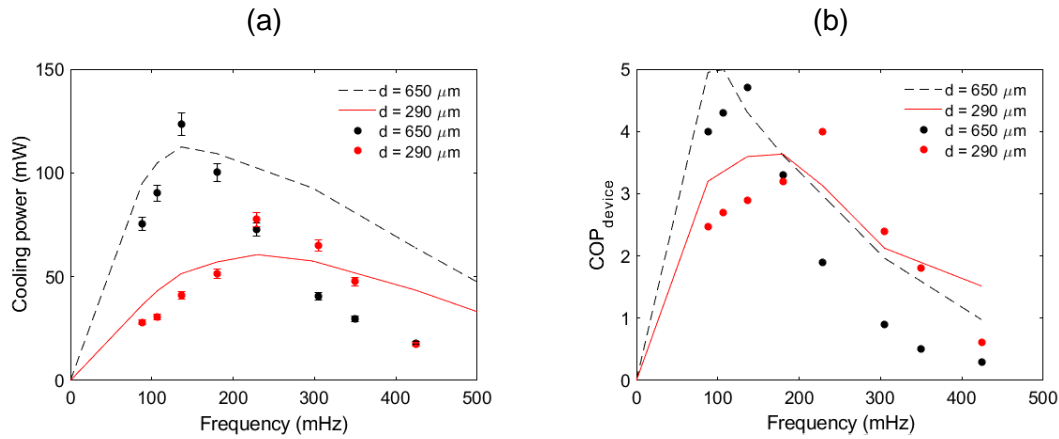 (a)
150
100
50
0
0 100 200 300 400 500
Cooling power (mW)
Frequency (mHz)
d = 650 μm
d = 290 μm
d = 650 μm
d = 290 μm
(b)
5
4
3
2
1
0
0 100 200 300 400 500
COP_device
Frequency (mHz)
d = 650 μm
d = 290 μm
d = 650 μm
d = 290 μm